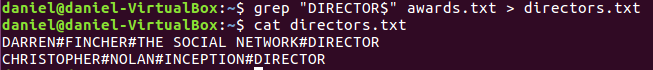 daniel@daniel-VirtualBox:~$ grep "DIRECTOR$" awards.txt > directors.txt
daniel@daniel-VirtualBox:~$ cat directors.txt
DARREN#FINCHER#THE SOCIAL NETWORK#DIRECTOR
CHRISTOPHER#NOLAN#INCEPTION#DIRECTOR